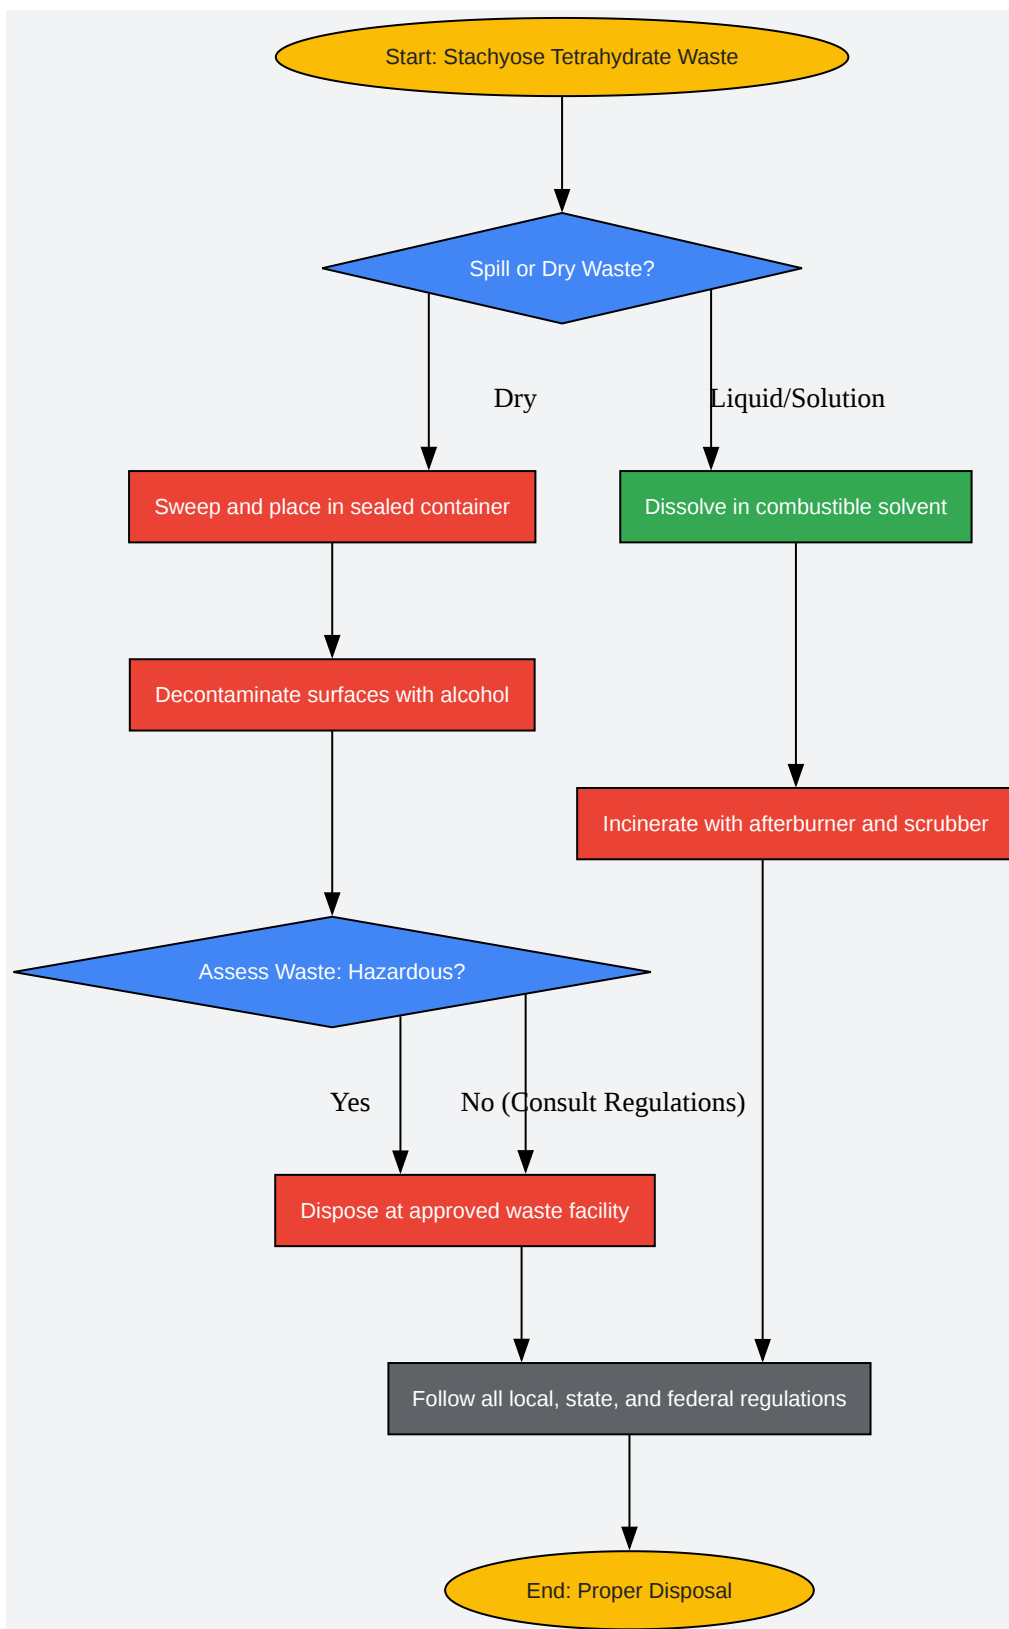 Start: Stachyose Tetrahydrate Waste
Spill or Dry Waste?
Dry
Liquid/Solution
Sweep and place in sealed container
Dissolve in combustible solvent
Decontaminate surfaces with alcohol
Incinerate with afterburner and scrubber
Assess Waste: Hazardous?
Yes
No (Consult Regulations)
Dispose at approved waste facility
Follow all local, state, and federal regulations
End: Proper Disposal